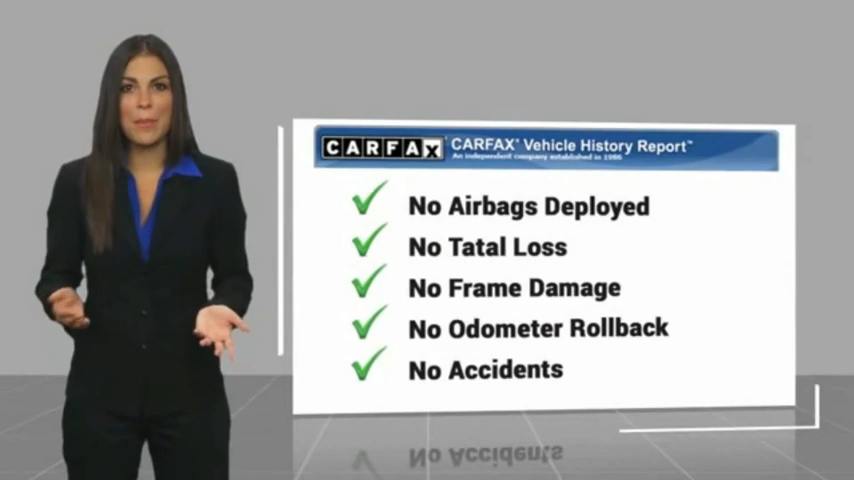 CARFAX CARFAX® Vehicle History Report™
An independent company established in 1986
No Airbags Deployed
No Tatal Loss
No Frame Damage
No Odometer Rollback
No Accidents
No Accidents